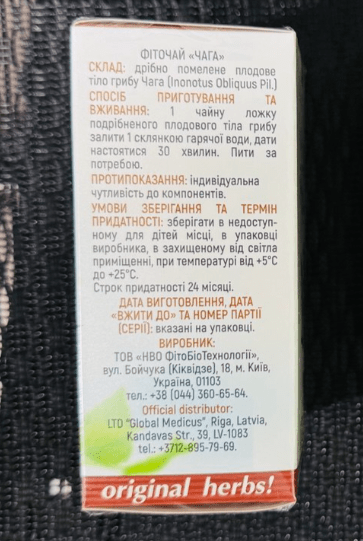 ФІТОЧАЙ «ЧАГА»
СКЛАД: дрібно помелене плодове
тіло грибу Чага (Inonotus Obliquus Pil.)
СПОСІБ ПРИГОТУВАННЯ ТА
ВЖИВАННЯ: 1 чайну ложку
подрібненого плодового тіла грибу
залити 1 склянкою гарячої води, дати
настоятися 30 хвилин. Пити за
потребою.
ПРОТИПОКАЗАННЯ: індивідуальна
чутливість до компонентів.
УМОВИ ЗБЕРІГАННЯ ТА ТЕРМІН
ПРИДАТНОСТІ: зберігати в недоступ-
ному для дітей місці, в упаковці
виробника, в захищеному від світла
приміщенні, при температурі від +5°С
до +25°С.
Строк придатності 24 місяці.
ДАТА ВИГОТОВЛЕННЯ, ДАТА
«ВЖИТИ ДО» ТА НОМЕР ПАРТІЇ
(СЕРІЇ): вказані на упаковці.
ВИРОБНИК:
ТОВ «НВО ФітоБіоТехнології»,
вул. Бойчука (Кіквідзе), 18, м. Київ,
Україна, 01103
тел.: +38 (044) 360-65-64.
Official distributor:
LTD "Global Medicus", Riga, Latvia,
Kandavas Str., 39, LV-1083
tel.: +3712-895-79-69.
original herbs!